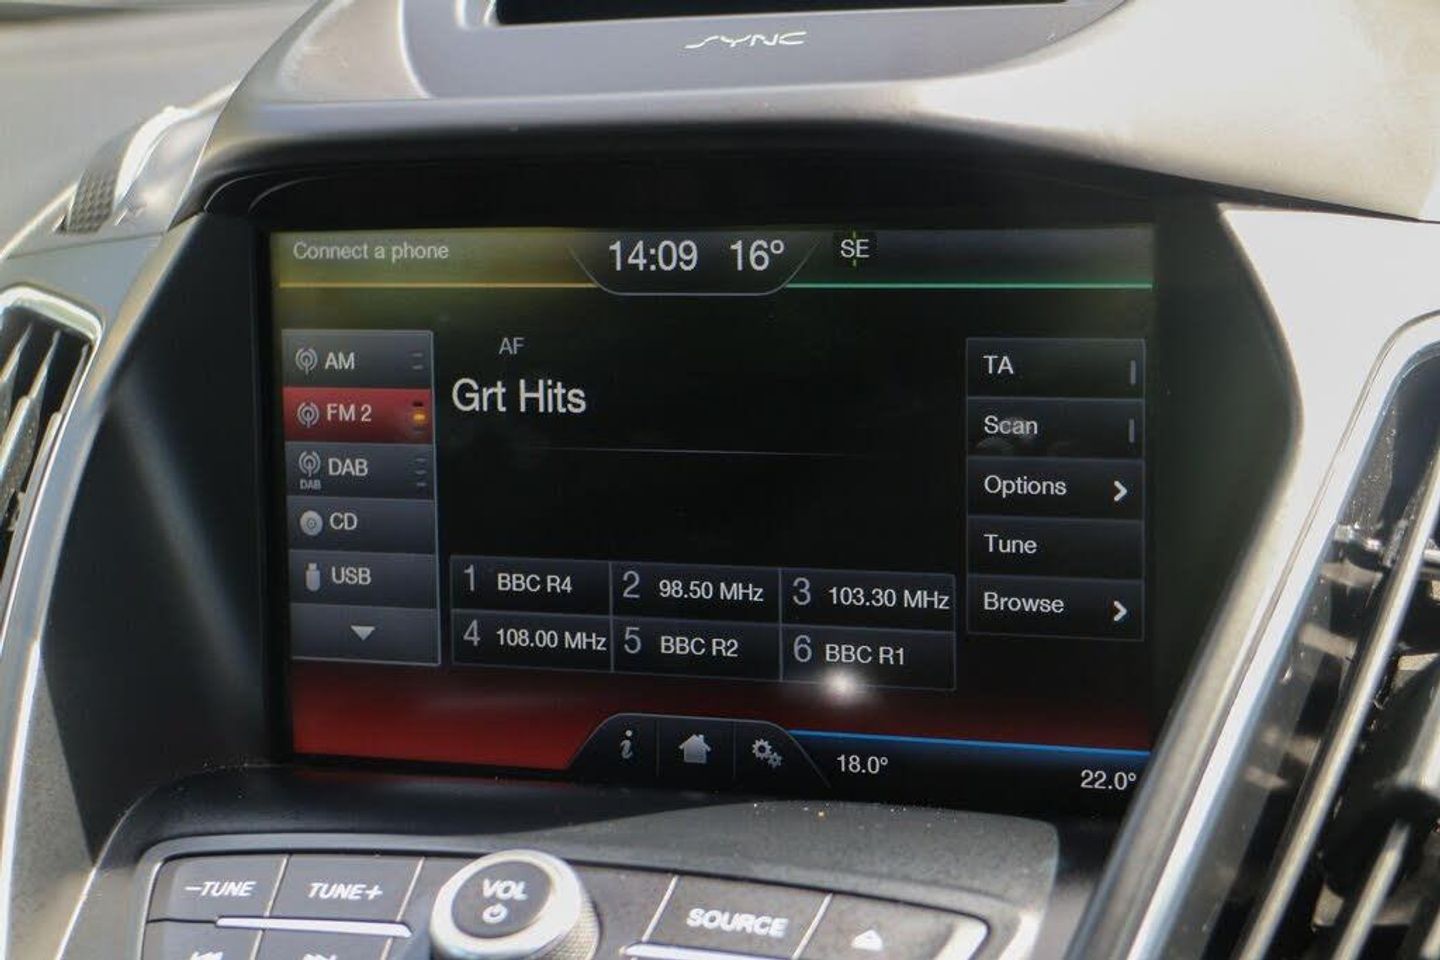 SYNC
Connect a phone 14:09 16° SE
AM
FM 2
DAB
DAB
CD
USB
AF
Grt Hits
TA
Scan
Options
Tune
Browse
1 BBC R4 2 98.50 MHz 3 103.30 MHz
4 108.00 MHz 5 BBC R2 6 BBC R1
i
18.0° 22.0°
–TUNE TUNE+ VOL SOURCE